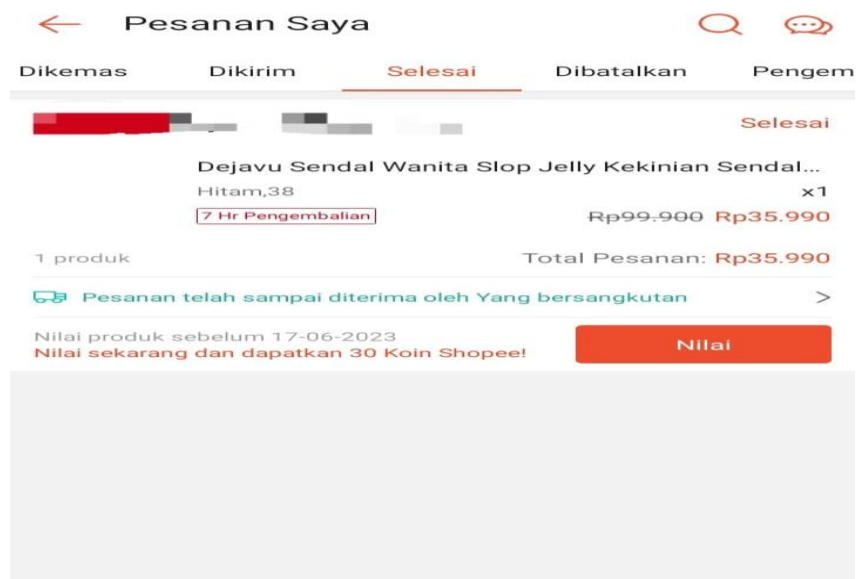 Pesanan Saya
Dikemas Dikirim Selesai Dibatalkan Pengem
Selesai
Dejavu Sendal Wanita Slop Jelly Kekinian Sendal...
Hitam,38 x1
7 Hr Pengembalian Rp99.900 Rp35.990
1 produk Total Pesanan: Rp35.990
Pesanan telah sampai diterima oleh Yang bersangkutan >
Nilai produk sebelum 17-06-2023
Nilai sekarang dan dapatkan 30 Koin Shopee!
Nilai